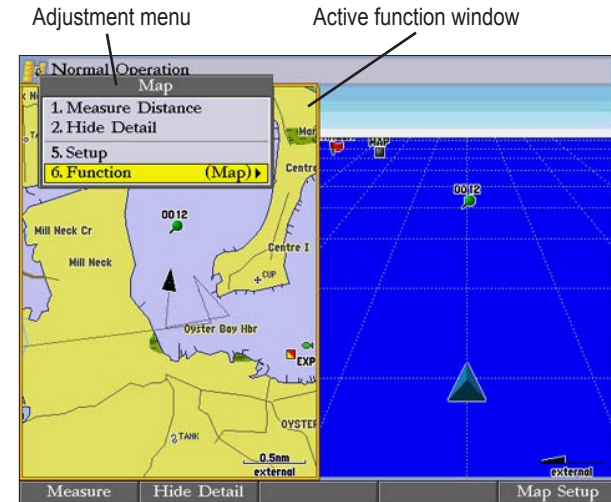 Adjustment menu
Active function window
Normal Operation
Map
1. Measure Distance
2. Hide Detail
5. Setup
6. Function (Map)
MAP
Centre
0012
0012
Mill Neck Cr
Centre I
Mill Neck
CUP
Oyster Bay Hbr
EXP
OYSTE
TANK
0.5nm
external
external
Measure
Hide Detail
Map Setup